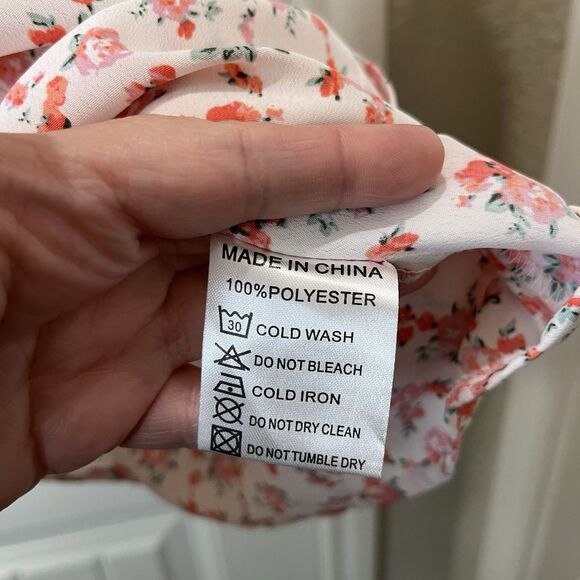 MADE IN CHINA
100%POLYESTER
30 COLD WASH
DO NOT BLEACH
COLD IRON
DO NOT DRY CLEAN
DO NOT TUMBLE DRY